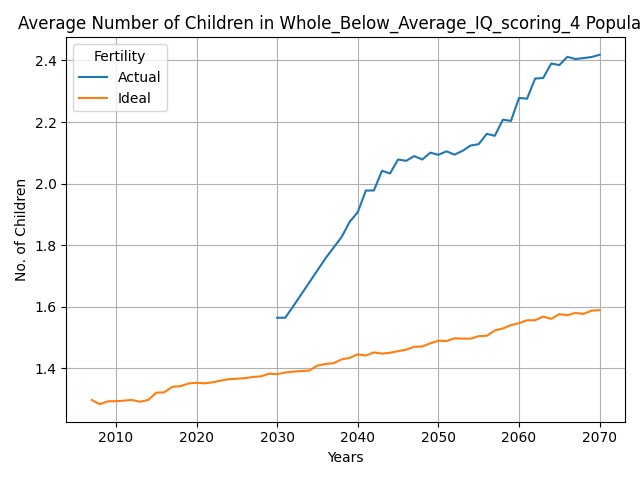 Average Number of Children in Whole_Below_Average_IQ_scoring_4 Popula
Fertility
Actual
Ideal
No. of Children
2.4
2.2
2.0
1.8
1.6
1.4
2010 2020 2030 2040 2050 2060 2070
Years